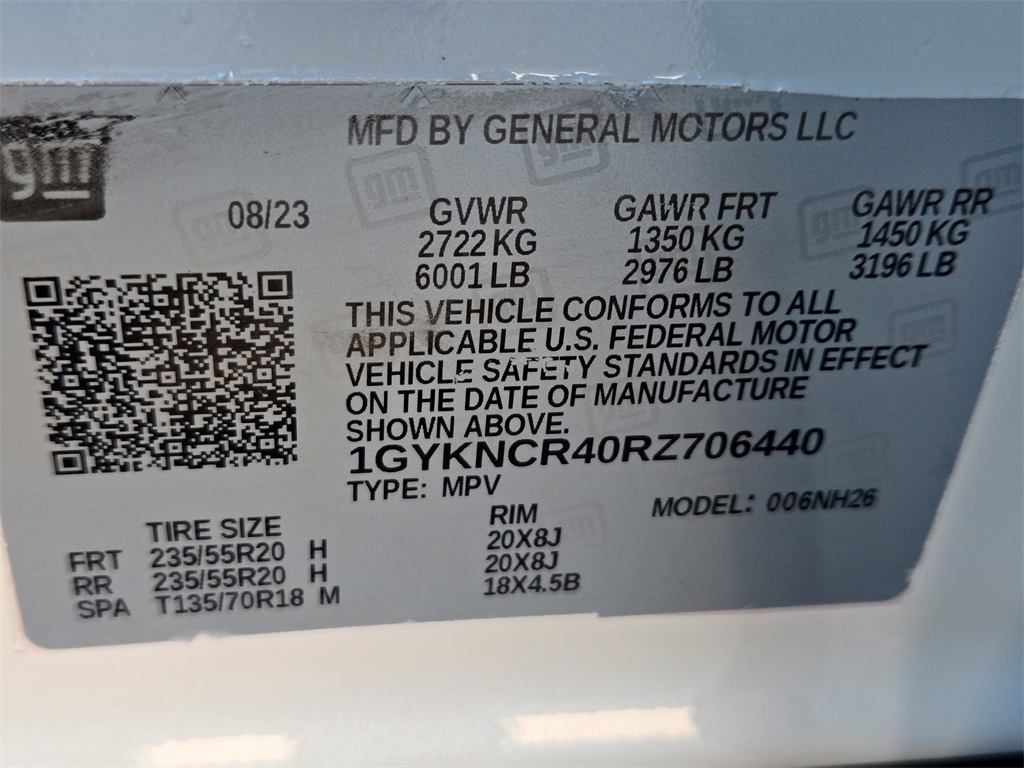 MFD BY GENERAL MOTORS LLC
gm
08/23
GVWR GAWR FRT GAWR RR
2722 KG 1350 KG 1450 KG
6001 LB 2976 LB 3196 LB
THIS VEHICLE CONFORMS TO ALL
APPLICABLE U.S. FEDERAL MOTOR
VEHICLE SAFETY STANDARDS IN EFFECT
ON THE DATE OF MANUFACTURE
SHOWN ABOVE.
1GYKNCR40RZ706440
TYPE: MPV MODEL: 006NH26
TIRE SIZE RIM
FRT 235/55R20 H 20X8J
RR 235/55R20 H 20X8J
SPA T135/70R18 M 18X4.5B